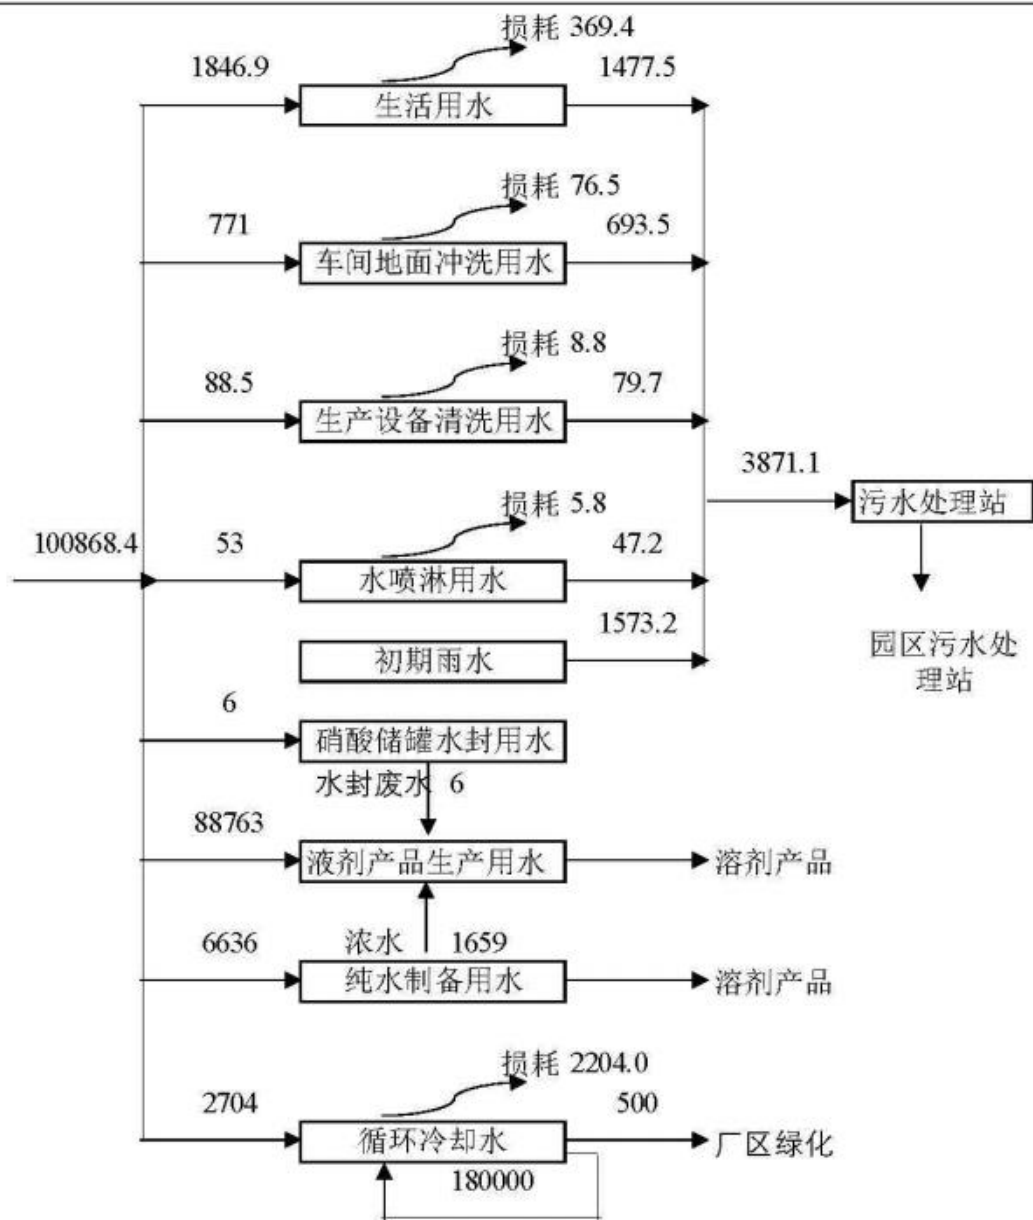 损耗 369.4
1846.9
1477.5
生活用水
损耗 76.5
771
693.5
车间地面冲洗用水
损耗 8.8
88.5
79.7
生产设备清洗用水
3871.1
污水处理站
损耗 5.8
100868.4
53
47.2
水喷淋用水
1573.2
初期雨水
园区污水处
理站
6
硝酸储罐水封用水
水封废水 6
88763
液剂产品生产用水
溶剂产品
6636
浓水 1659
纯水制备用水
溶剂产品
损耗 2204.0
2704
500
循环冷却水
厂区绿化
180000